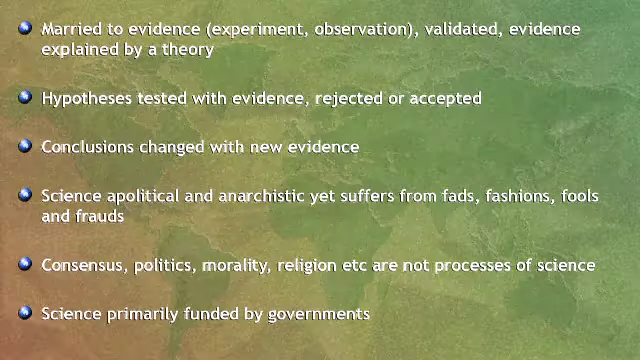 Married to evidence (experiment, observation), validated, evidence
explained by a theory
Hypotheses tested with evidence, rejected or accepted
Conclusions changed with new evidence
Science apolitical and anarchistic yet suffers from fads, fashions, fools
and frauds
Consensus, politics, morality, religion etc are not processes of science
Science primarily funded by governments